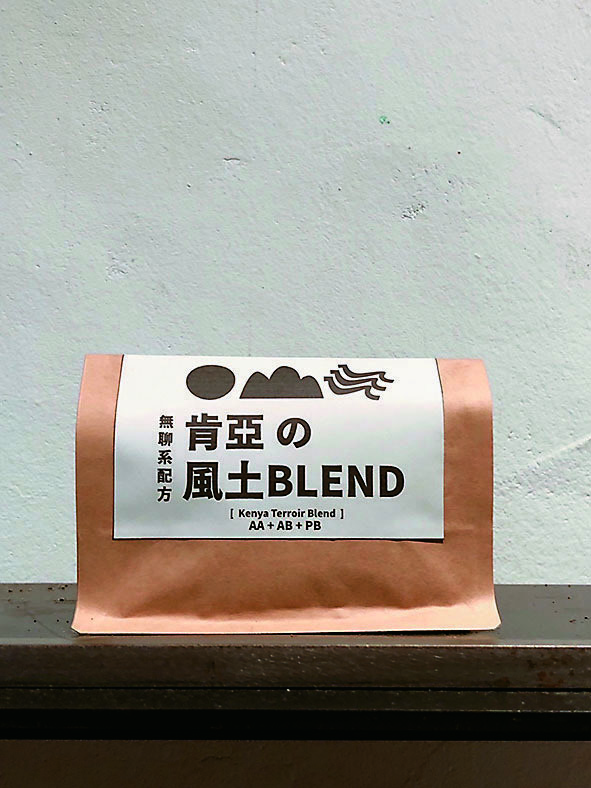 無聊系配方
肯亞の
風土BLEND
[ Kenya Terroir Blend ]
AA + AB + PB